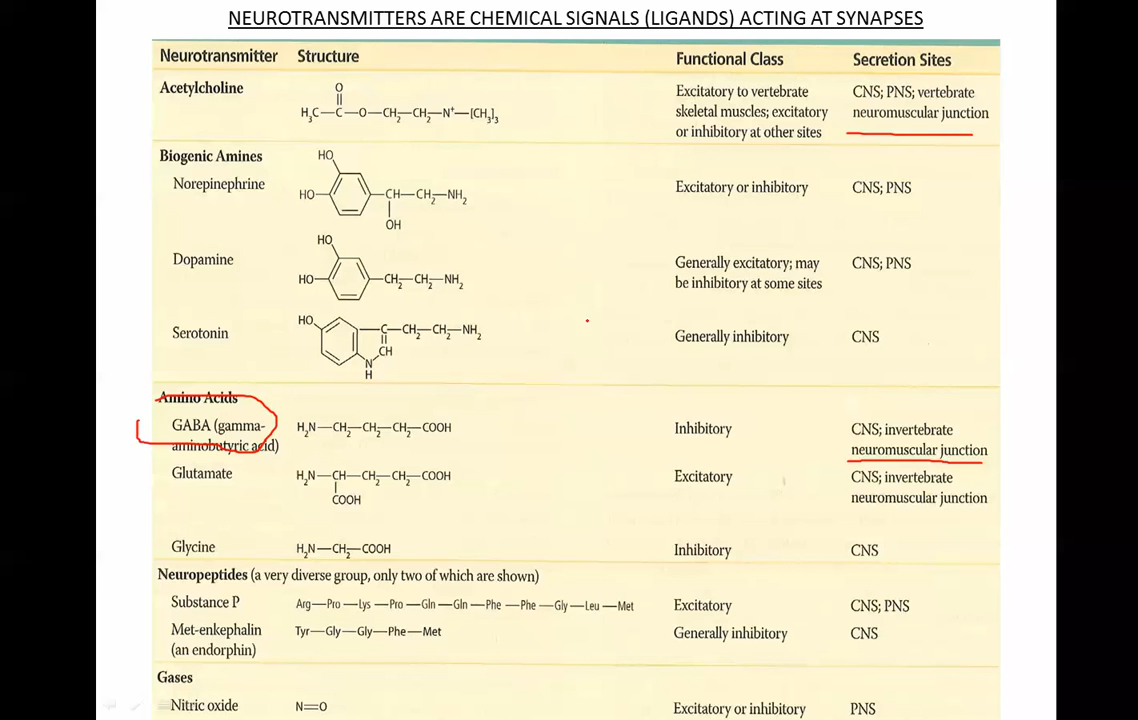 NEUROTRANSMITTERS ARE CHEMICAL SIGNALS (LIGANDS) ACTING AT SYNAPSES
Neurotransmitter Structure Functional Class Secretion Sites
Acetylcholine
O
H₃C—C—O—CH₂—CH₂—N⁺—[CH₃]₃
Excitatory to vertebrate
skeletal muscles; excitatory
or inhibitory at other sites
CNS; PNS; vertebrate
neuromuscular junction
Biogenic Amines
Norepinephrine
HO
HO
CH—CH₂—NH₂
OH
Excitatory or inhibitory
CNS; PNS
Dopamine
HO
HO
CH₂—CH₂—NH₂
Generally excitatory; may
be inhibitory at some sites
CNS; PNS
Serotonin
HO
C—CH₂—CH₂—NH₂
CH
N
H
Generally inhibitory
CNS
Amino Acids
GABA (gamma-
aminobutyric acid)
H₂N—CH₂—CH₂—CH₂—COOH
Inhibitory
CNS; invertebrate
neuromuscular junction
Glutamate
H₂N—CH—CH₂—CH₂—COOH
COOH
Excitatory
CNS; invertebrate
neuromuscular junction
Glycine
H₂N—CH₂—COOH
Inhibitory
CNS
Neuropeptides (a very diverse group, only two of which are shown)
Substance P
Arg—Pro—Lys—Pro—Gln—Gln—Phe—Phe—Gly—Leu—Met
Excitatory
CNS; PNS
Met-enkephalin
(an endorphin)
Tyr—Gly—Gly—Phe—Met
Generally inhibitory
CNS
Gases
Nitric oxide
N=O
Excitatory or inhibitory
PNS